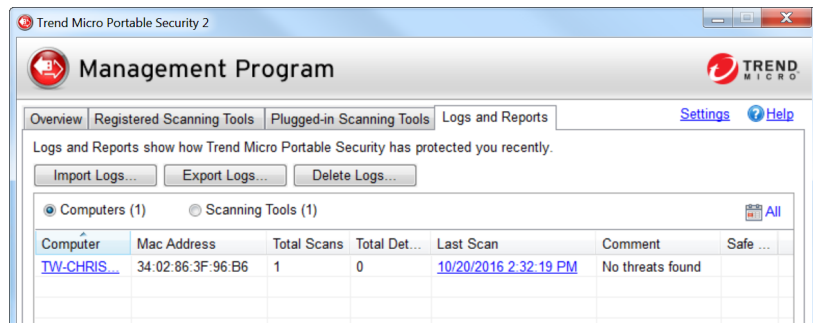 Trend Micro Portable Security 2
Management Program
TREND
MICRO
Overview Registered Scanning Tools Plugged-in Scanning Tools Logs and Reports Settings Help
Logs and Reports show how Trend Micro Portable Security has protected you recently.
Import Logs... Export Logs... Delete Logs...
Computers (1) Scanning Tools (1) All
Computer Mac Address Total Scans Total Det... Last Scan Comment Safe ...
TW-CHRIS... 34:02:86:3F:96:B6 1 0 10/20/2016 2:32:19 PM No threats found